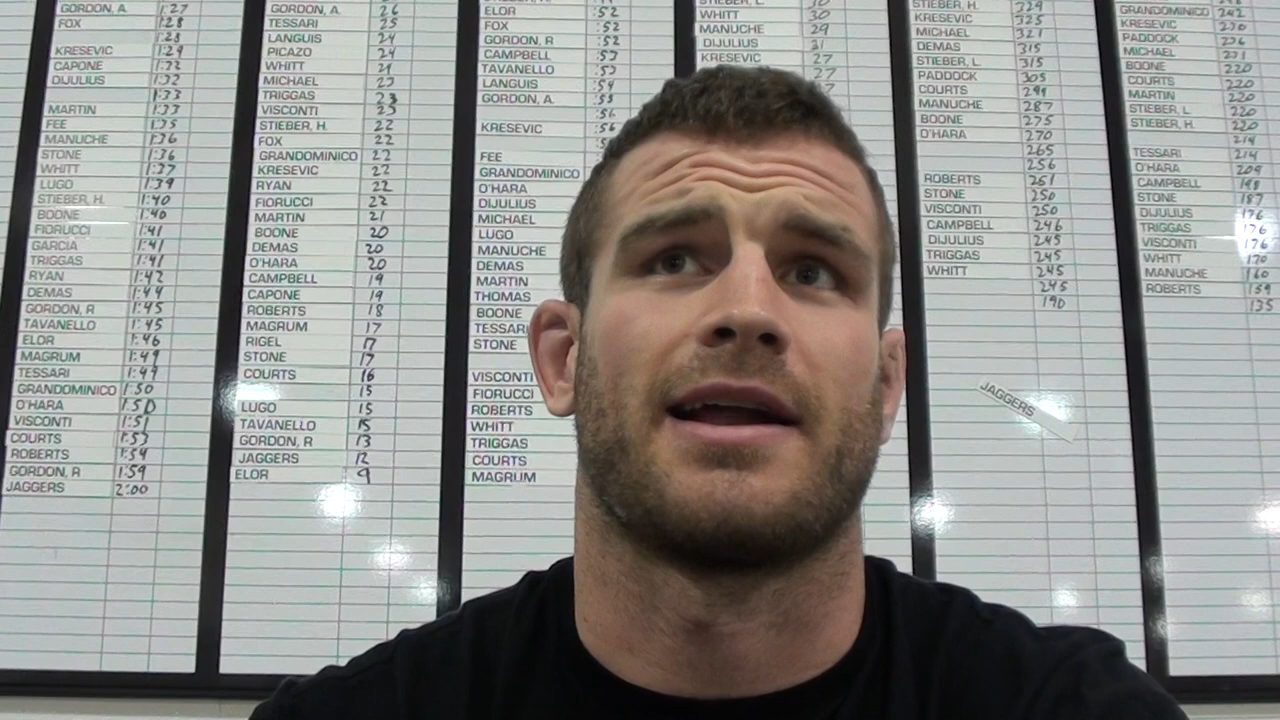 GORDON, A. 1:27
FOX 1:28
1:28
KRESEVIC 1:29
CAPONE 1:32
DIJULIUS 1:32
1:33
MARTIN 1:33
FEE 1:35
MANUCHE 1:36
STONE 1:36
WHITT 1:37
LUGO 1:39
STIEBER, H. 1:40
BOONE 1:40
FIORUCCI 1:41
GARCIA 1:41
TRIGGAS 1:41
RYAN 1:42
DEMAS 1:44
GORDON, R 1:45
TAVANELLO 1:45
ELOR 1:46
MAGRUM 1:49
TESSARI 1:49
GRANDOMINICO 1:50
O'HARA 1:50
VISCONTI 1:51
COURTS 1:53
ROBERTS 1:54
GORDON, R 1:59
JAGGERS 2:00
GORDON, A. 26
TESSARI 25
LANGUIS 24
PICAZO 24
WHITT
MICHAEL 23
TRIGGAS 23
VISCONTI 23
STIEBER, H. 22
FOX 22
GRANDOMINICO 22
KRESEVIC 22
RYAN 22
FIORUCCI 22
MARTIN 21
BOONE 20
DEMAS 20
O'HARA 20
CAMPBELL 19
CAPONE 19
ROBERTS 18
MAGRUM 17
RIGEL 17
STONE 17
COURTS 16
15
LUGO 15
TAVANELLO 15
GORDON, R 13
JAGGERS 12
ELOR 9
ELOR :52
FOX :52
GORDON, R :52
CAMPBELL :53
TAVANELLO :53
LANGUIS :54
GORDON, A. :55
:56
KRESEVIC :56
FEE
GRANDOMINICO
O'HARA
DIJULIUS
MICHAEL
LUGO
MANUCHE
DEMAS
MARTIN
THOMAS
BOONE
TESSARI
STONE
VISCONTI
FIORUCCI
ROBERTS
WHITT
TRIGGAS
COURTS
MAGRUM
STIEBER, L. 30
WHITT 30
MANUCHE 29
DIJULIUS
KRESEVIC 27
27
STIEBER, H. 329
KRESEVIC 325
MICHAEL 321
DEMAS 315
STIEBER, L. 315
PADDOCK 305
COURTS 299
MANUCHE 287
BOONE 275
O'HARA 270
265
256
ROBERTS 251
STONE 250
VISCONTI 250
CAMPBELL 246
DIJULIUS 245
TRIGGAS 245
WHITT 245
245
190
JAGGERS
GRANDOMINICO 242
KRESEVIC 230
PADDOCK 236
MICHAEL 231
BOONE 220
COURTS 220
MARTIN 220
STIEBER, L. 220
STIEBER, H. 220
214
TESSARI 214
O'HARA 209
CAMPBELL 198
STONE 187
DIJULIUS 176
TRIGGAS 176
VISCONTI 176
WHITT 170
MANUCHE 160
ROBERTS 159
135